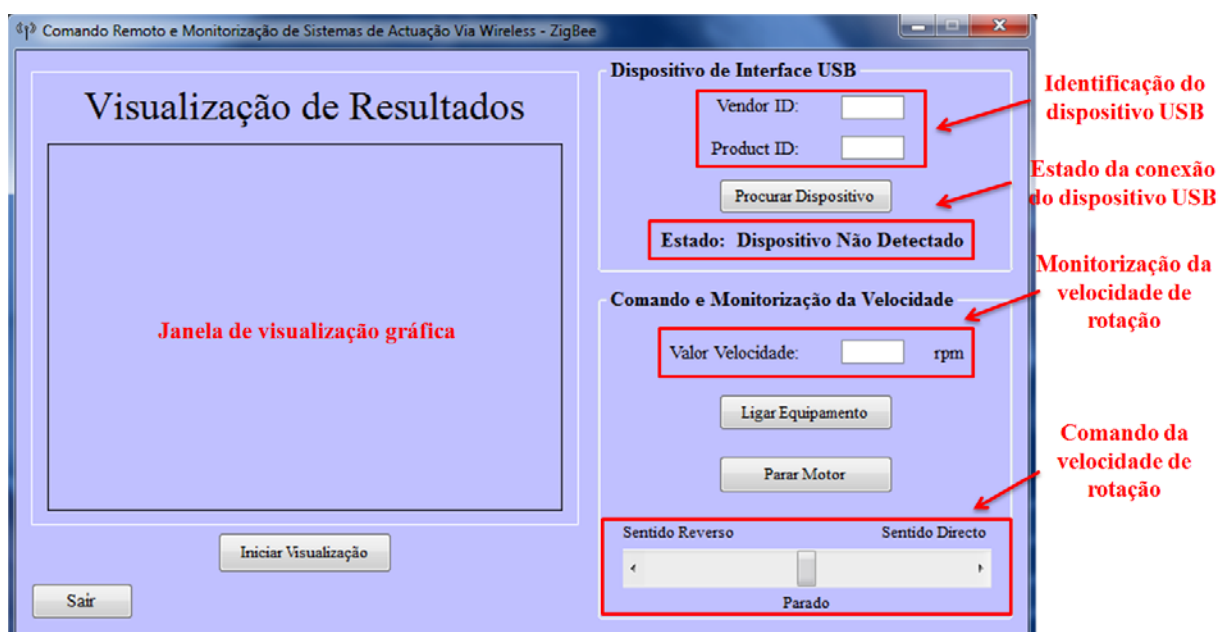 Comando Remoto e Monitorização de Sistemas de Actuação Via Wireless - ZigBee
Visualização de Resultados
Janela de visualização gráfica
Iniciar Visualização
Sair
Dispositivo de Interface USB
Vendor ID:
Product ID:
Procurar Dispositivo
Estado: Dispositivo Não Detectado
Comando e Monitorização da Velocidade
Valor Velocidade: rpm
Ligar Equipamento
Parar Motor
Sentido Reverso Sentido Directo
Parado
Identificação do
dispositivo USB
Estado da conexão
do dispositivo USB
Monitorização da
velocidade de
rotação
Comando da
velocidade de
rotação